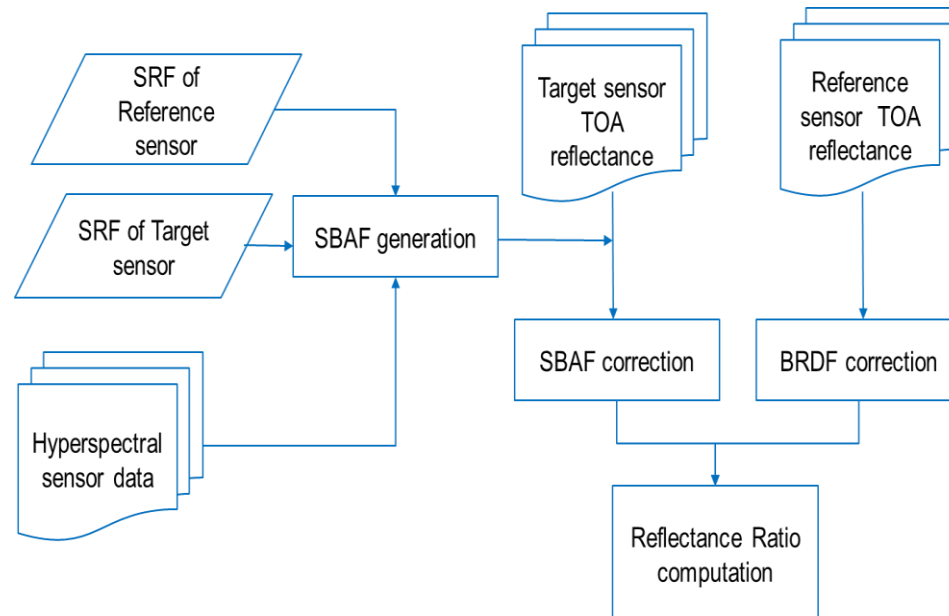 SRF of
Reference
sensor
Target sensor
TOA
reflectance
Reference
sensor TOA
reflectance
SRF of Target
sensor
SBAF generation
SBAF correction
BRDF correction
Hyperspectral
sensor data
Reflectance Ratio
computation